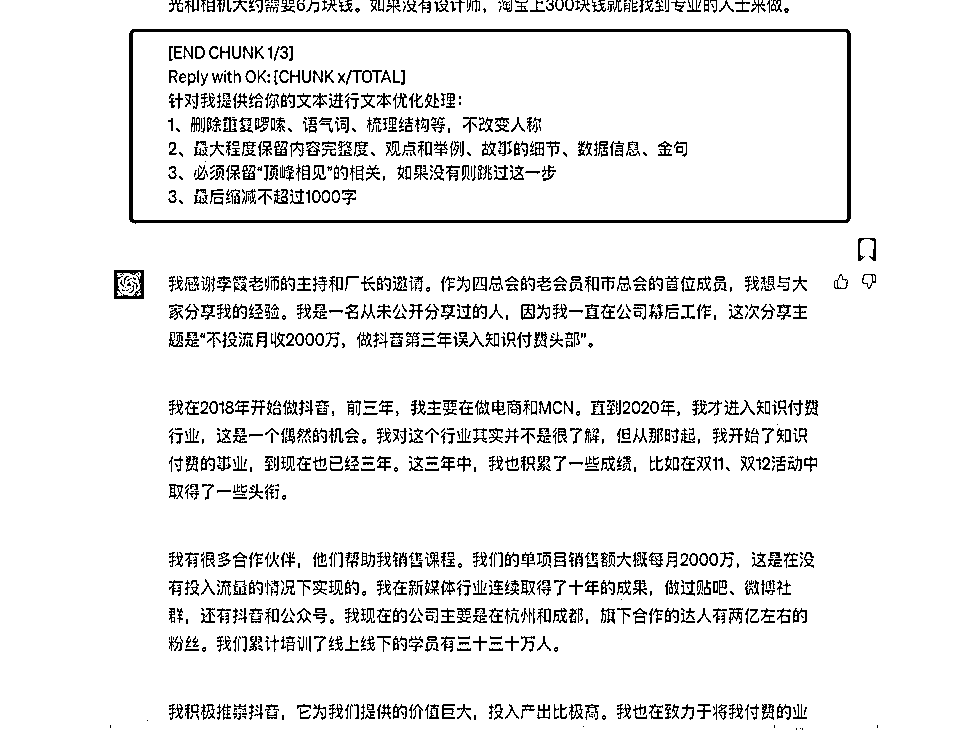 光和相机大约需要6万块钱。如果没有设计师，淘宝上300块钱就能找到专业的人士来做。
[END CHUNK 1/3]
Reply with OK: [CHUNK x/TOTAL]
针对我提供给你的文本进行文本优化处理：
1、删除重复啰嗦、语气词、梳理结构等，不改变人称
2、最大程度保留内容完整度、观点和举例、故事的细节、数据信息、金句
3、必须保留“顶峰相见”的相关，如果没有则跳过这一步
3、最后缩减不超过1000字
我感谢李霞老师的主持和厂长的邀请。作为四总会的老会员和市总会的首位成员，我想与大
家分享我的经验。我是一名从未公开分享过的人，因为我一直在公司幕后工作，这次分享主
题是“不投流月收2000万，做抖音第三年误入知识付费头部”。
我在2018年开始做抖音，前三年，我主要在做电商和MCN。直到2020年，我才进入知识付费
行业，这是一个偶然的机会。我对这个行业其实并不是很了解，但从那时起，我开始了知识
付费的事业，到现在也已经三年。这三年中，我也积累了一些成绩，比如在双11、双12活动中
取得了一些头衔。
我有很多合作伙伴，他们帮助我销售课程。我们的单项目销售额大概每月2000万，这是在没
有投入流量的情况下实现的。我在新媒体行业连续取得了十年的成果，做过贴吧、微博社
群，还有抖音和公众号。我现在的公司主要是在杭州和成都，旗下合作的达人有两亿左右的
粉丝。我们累计培训了线上线下的学员有三十三十万人。
我积极推崇抖音，它为我们提供的价值巨大，投入产出比极高。我也在致力于将我付费的业